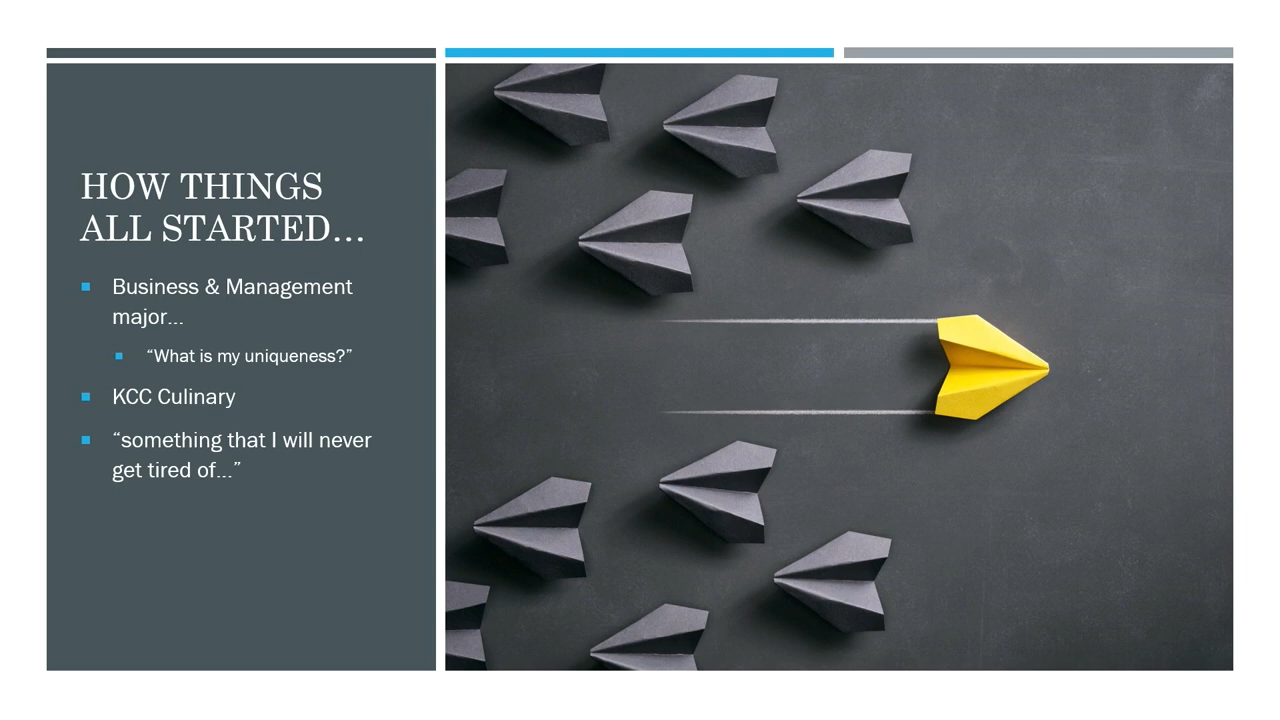 HOW THINGS
ALL STARTED…
Business & Management
major…
“What is my uniqueness?”
KCC Culinary
“something that I will never
get tired of…”